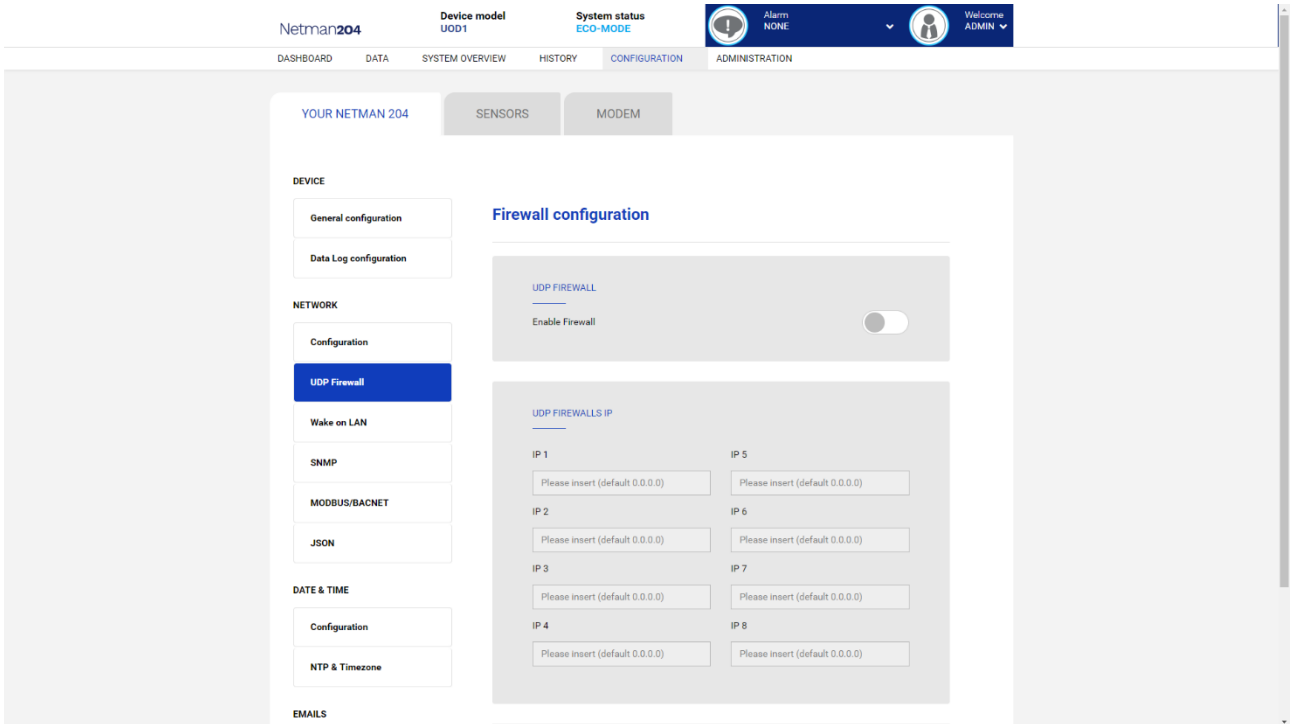 Netman204
Device model
UOD1
System status
ECO-MODE
Alarm
NONE
Welcome
ADMIN
DASHBOARD DATA SYSTEM OVERVIEW HISTORY CONFIGURATION ADMINISTRATION
YOUR NETMAN 204 SENSORS MODEM
DEVICE
General configuration
Data Log configuration
NETWORK
Configuration
UDP Firewall
Wake on LAN
SNMP
MODBUS/BACNET
JSON
DATE & TIME
Configuration
NTP & Timezone
EMAILS
Firewall configuration
UDP FIREWALL
Enable Firewall
UDP FIREWALLS IP
IP 1 IP 5
Please insert (default 0.0.0.0) Please insert (default 0.0.0.0)
IP 2 IP 6
Please insert (default 0.0.0.0) Please insert (default 0.0.0.0)
IP 3 IP 7
Please insert (default 0.0.0.0) Please insert (default 0.0.0.0)
IP 4 IP 8
Please insert (default 0.0.0.0) Please insert (default 0.0.0.0)